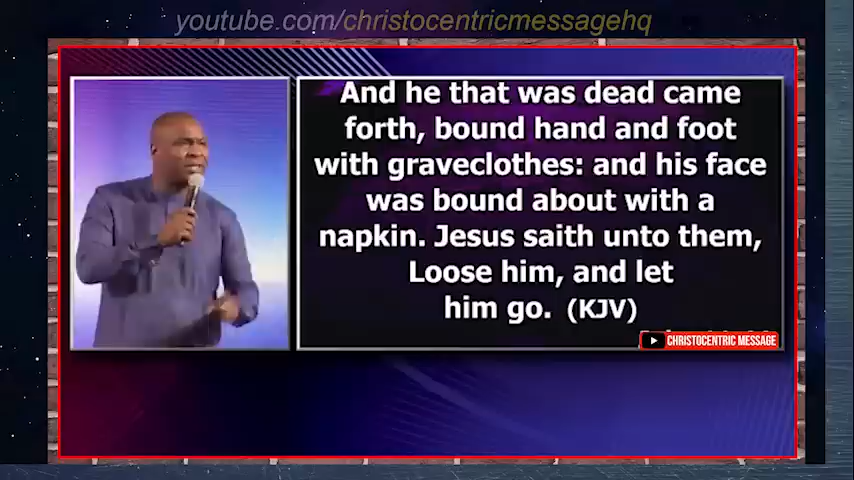 youtube.com/christocentricmessagehq
And he that was dead came
forth, bound hand and foot
with graveclothes: and his face
was bound about with a
napkin. Jesus saith unto them,
Loose him, and let
him go. (KJV)
CHRISTOCENTRIC MESSAGE